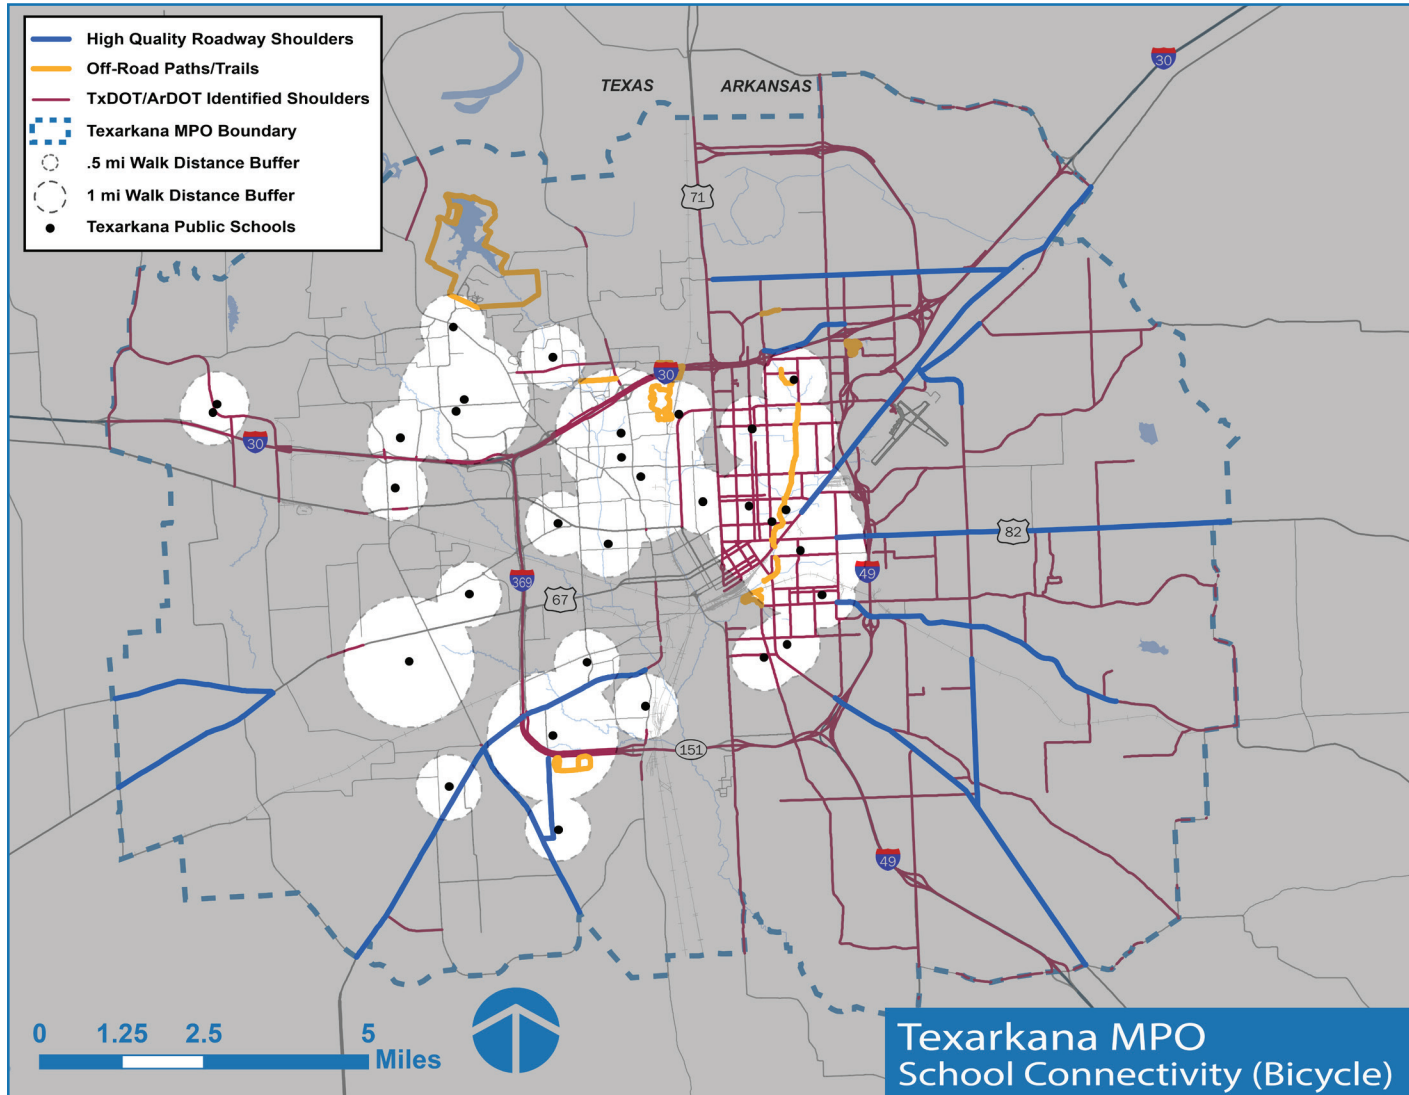 High Quality Roadway Shoulders
Off-Road Paths/Trails
TxDOT/ArDOT Identified Shoulders
Texarkana MPO Boundary
.5 mi Walk Distance Buffer
1 mi Walk Distance Buffer
Texarkana Public Schools
TEXAS
ARKANSAS
30
71
30
30
82
49
369
67
151
49
0 1.25 2.5 5
Miles
Texarkana MPO
School Connectivity (Bicycle)